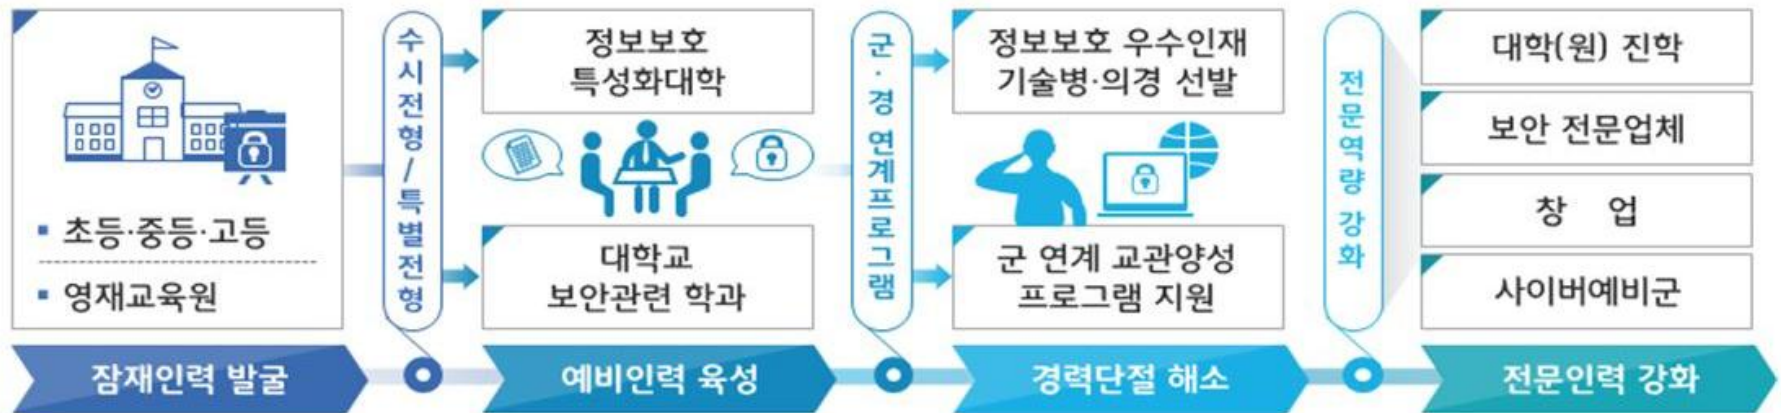 초등·중등·고등
영재교육원
잠재인력 발굴
수시전형/특별전형
정보보호
특성화대학
대학교
보안관련 학과
예비인력 육성
군·경 연계프로그램
정보보호 우수인재
기술병·의경 선발
군 연계 교관양성
프로그램 지원
경력단절 해소
전문역량 강화
대학(원) 진학
보안 전문업체
창 업
사이버예비군
전문인력 강화